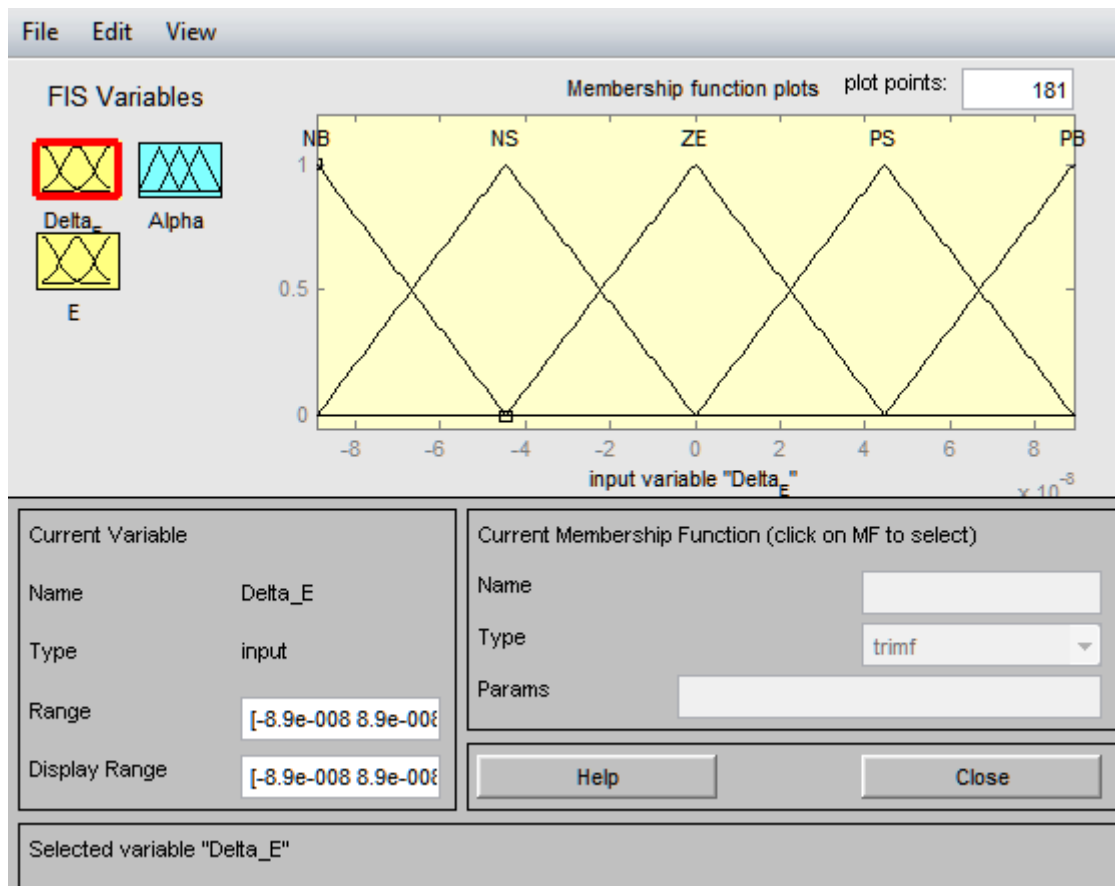 File Edit View
FIS Variables
Membership function plots plot points: 181
NB NS ZE PS PB
Delta_E Alpha
E
1
0.5
0
-8 -6 -4 -2 0 2 4 6 8
input variable "Delta_E"
x 10^-8
Current Variable
Name Delta_E
Type input
Range [-8.9e-008 8.9e-008
Display Range [-8.9e-008 8.9e-008
Current Membership Function (click on MF to select)
Name
Type trimf
Params
Help Close
Selected variable "Delta_E"